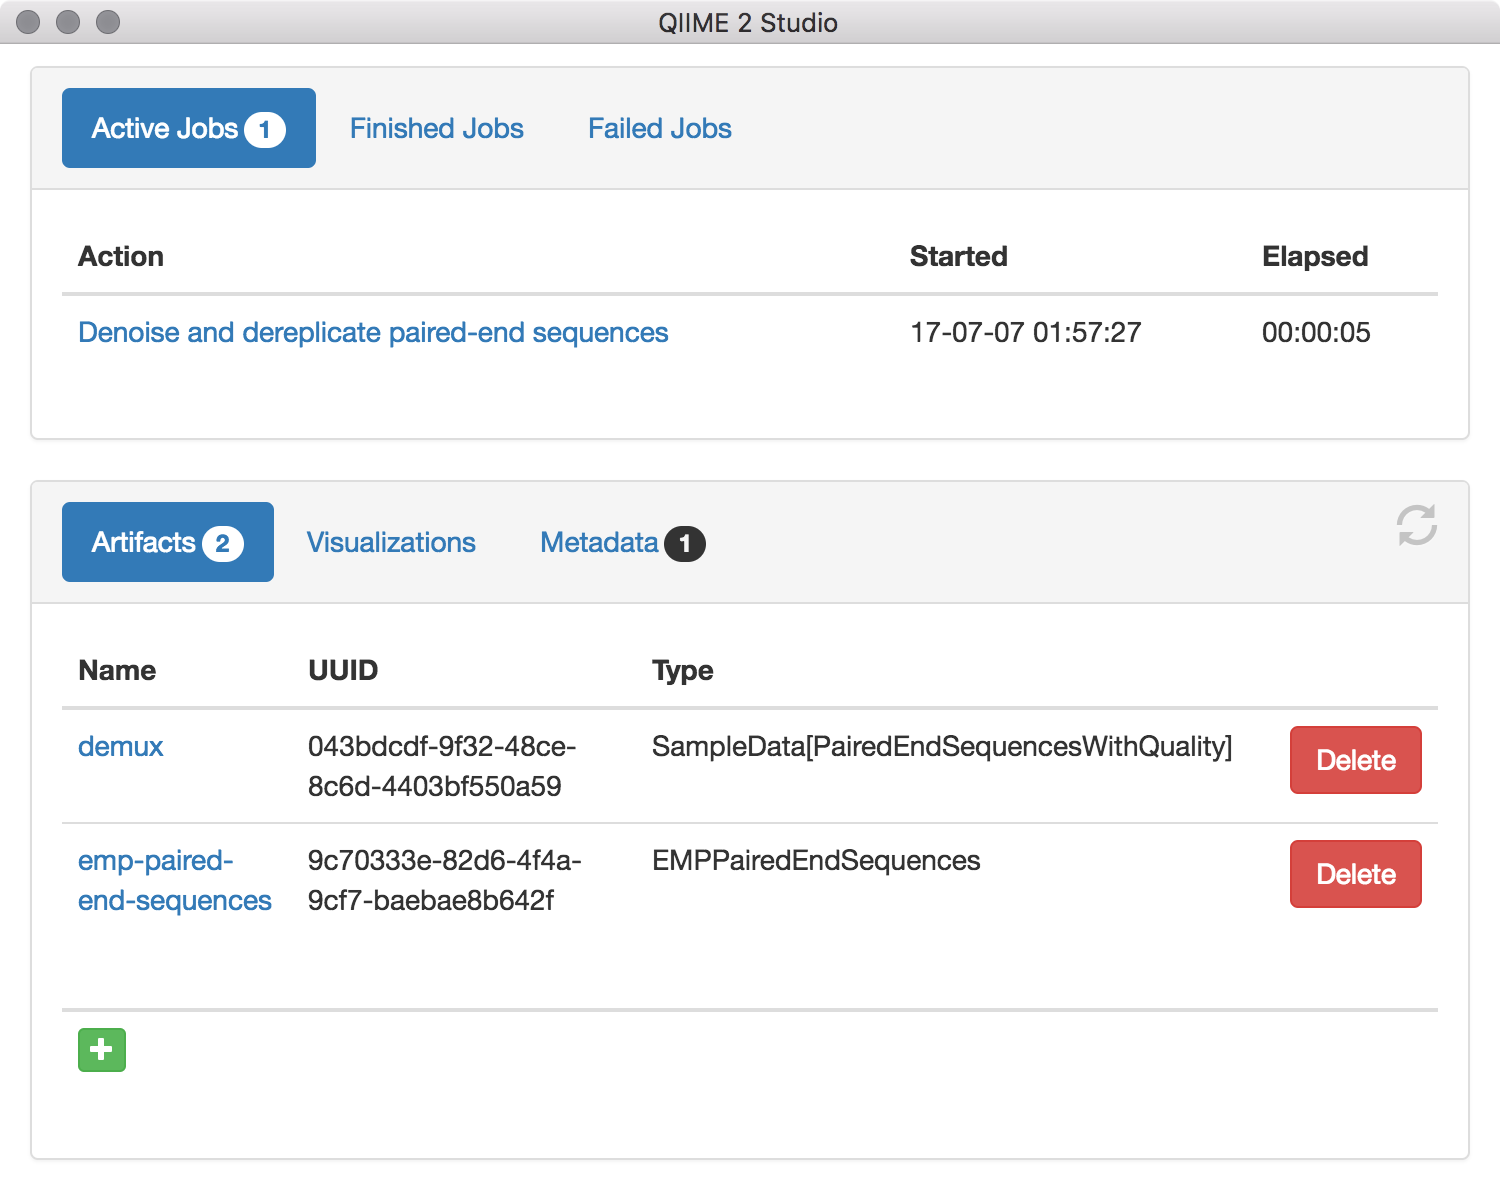 QIIME 2 Studio
Active Jobs 1 Finished Jobs Failed Jobs
Action Started Elapsed
Denoise and dereplicate paired-end sequences 17-07-07 01:57:27 00:00:05
Artifacts 2 Visualizations Metadata 1
Name UUID Type
demux 043bdcdf-9f32-48ce- SampleData[PairedEndSequencesWithQuality] Delete
8c6d-4403bf550a59
emp-paired- 9c70333e-82d6-4f4a- EMPPairedEndSequences Delete
end-sequences 9cf7-baebae8b642f